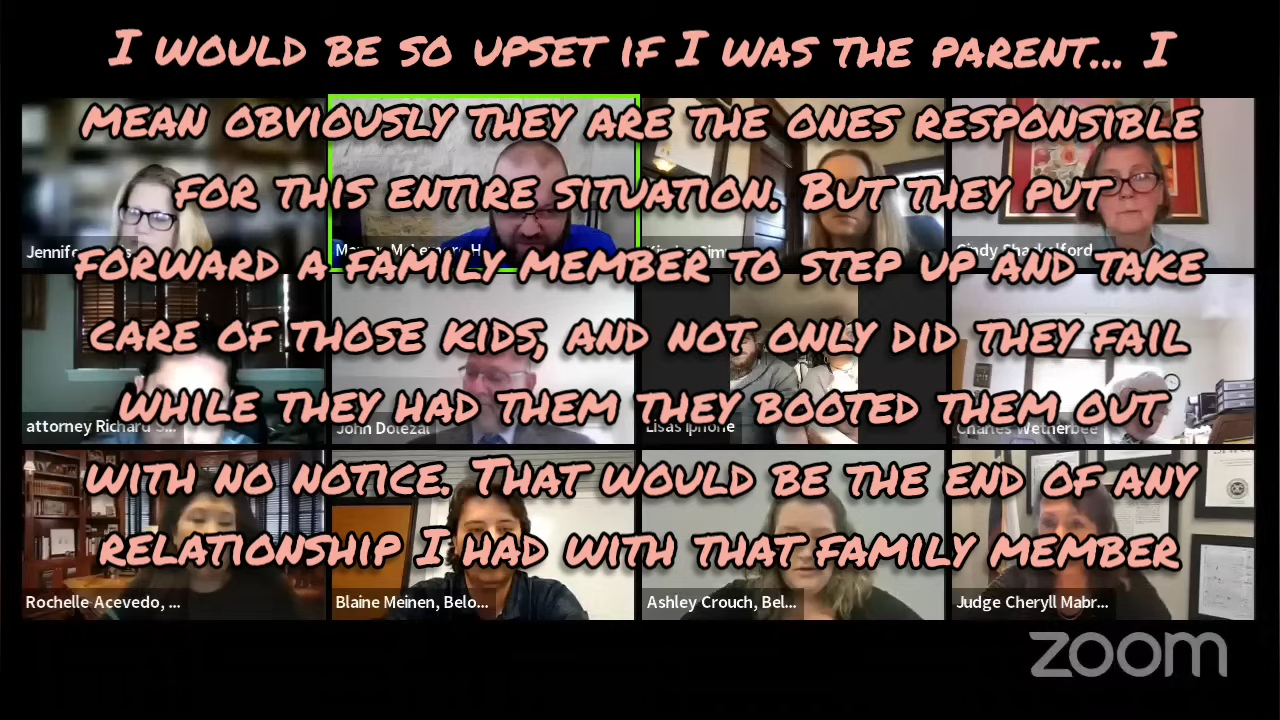 I WOULD BE SO UPSET IF I WAS THE PARENT... I
MEAN OBVIOUSLY THEY ARE THE ONES RESPONSIBLE
FOR THIS ENTIRE SITUATION. BUT THEY PUT
FORWARD A FAMILY MEMBER TO STEP UP AND TAKE
CARE OF THOSE KIDS, AND NOT ONLY DID THEY FAIL
WHILE THEY HAD THEM THEY BOOTED THEM OUT
WITH NO NOTICE. THAT WOULD BE THE END OF ANY
RELATIONSHIP I HAD WITH THAT FAMILY MEMBER
attorney Richard
John Dolezal
Lisas Iphone
Charles Wetherbee
Rochelle Acevedo, ...
Blaine Meinen, Belo...
Ashley Crouch, Bel...
Judge Cheryll Mabr...
zoom